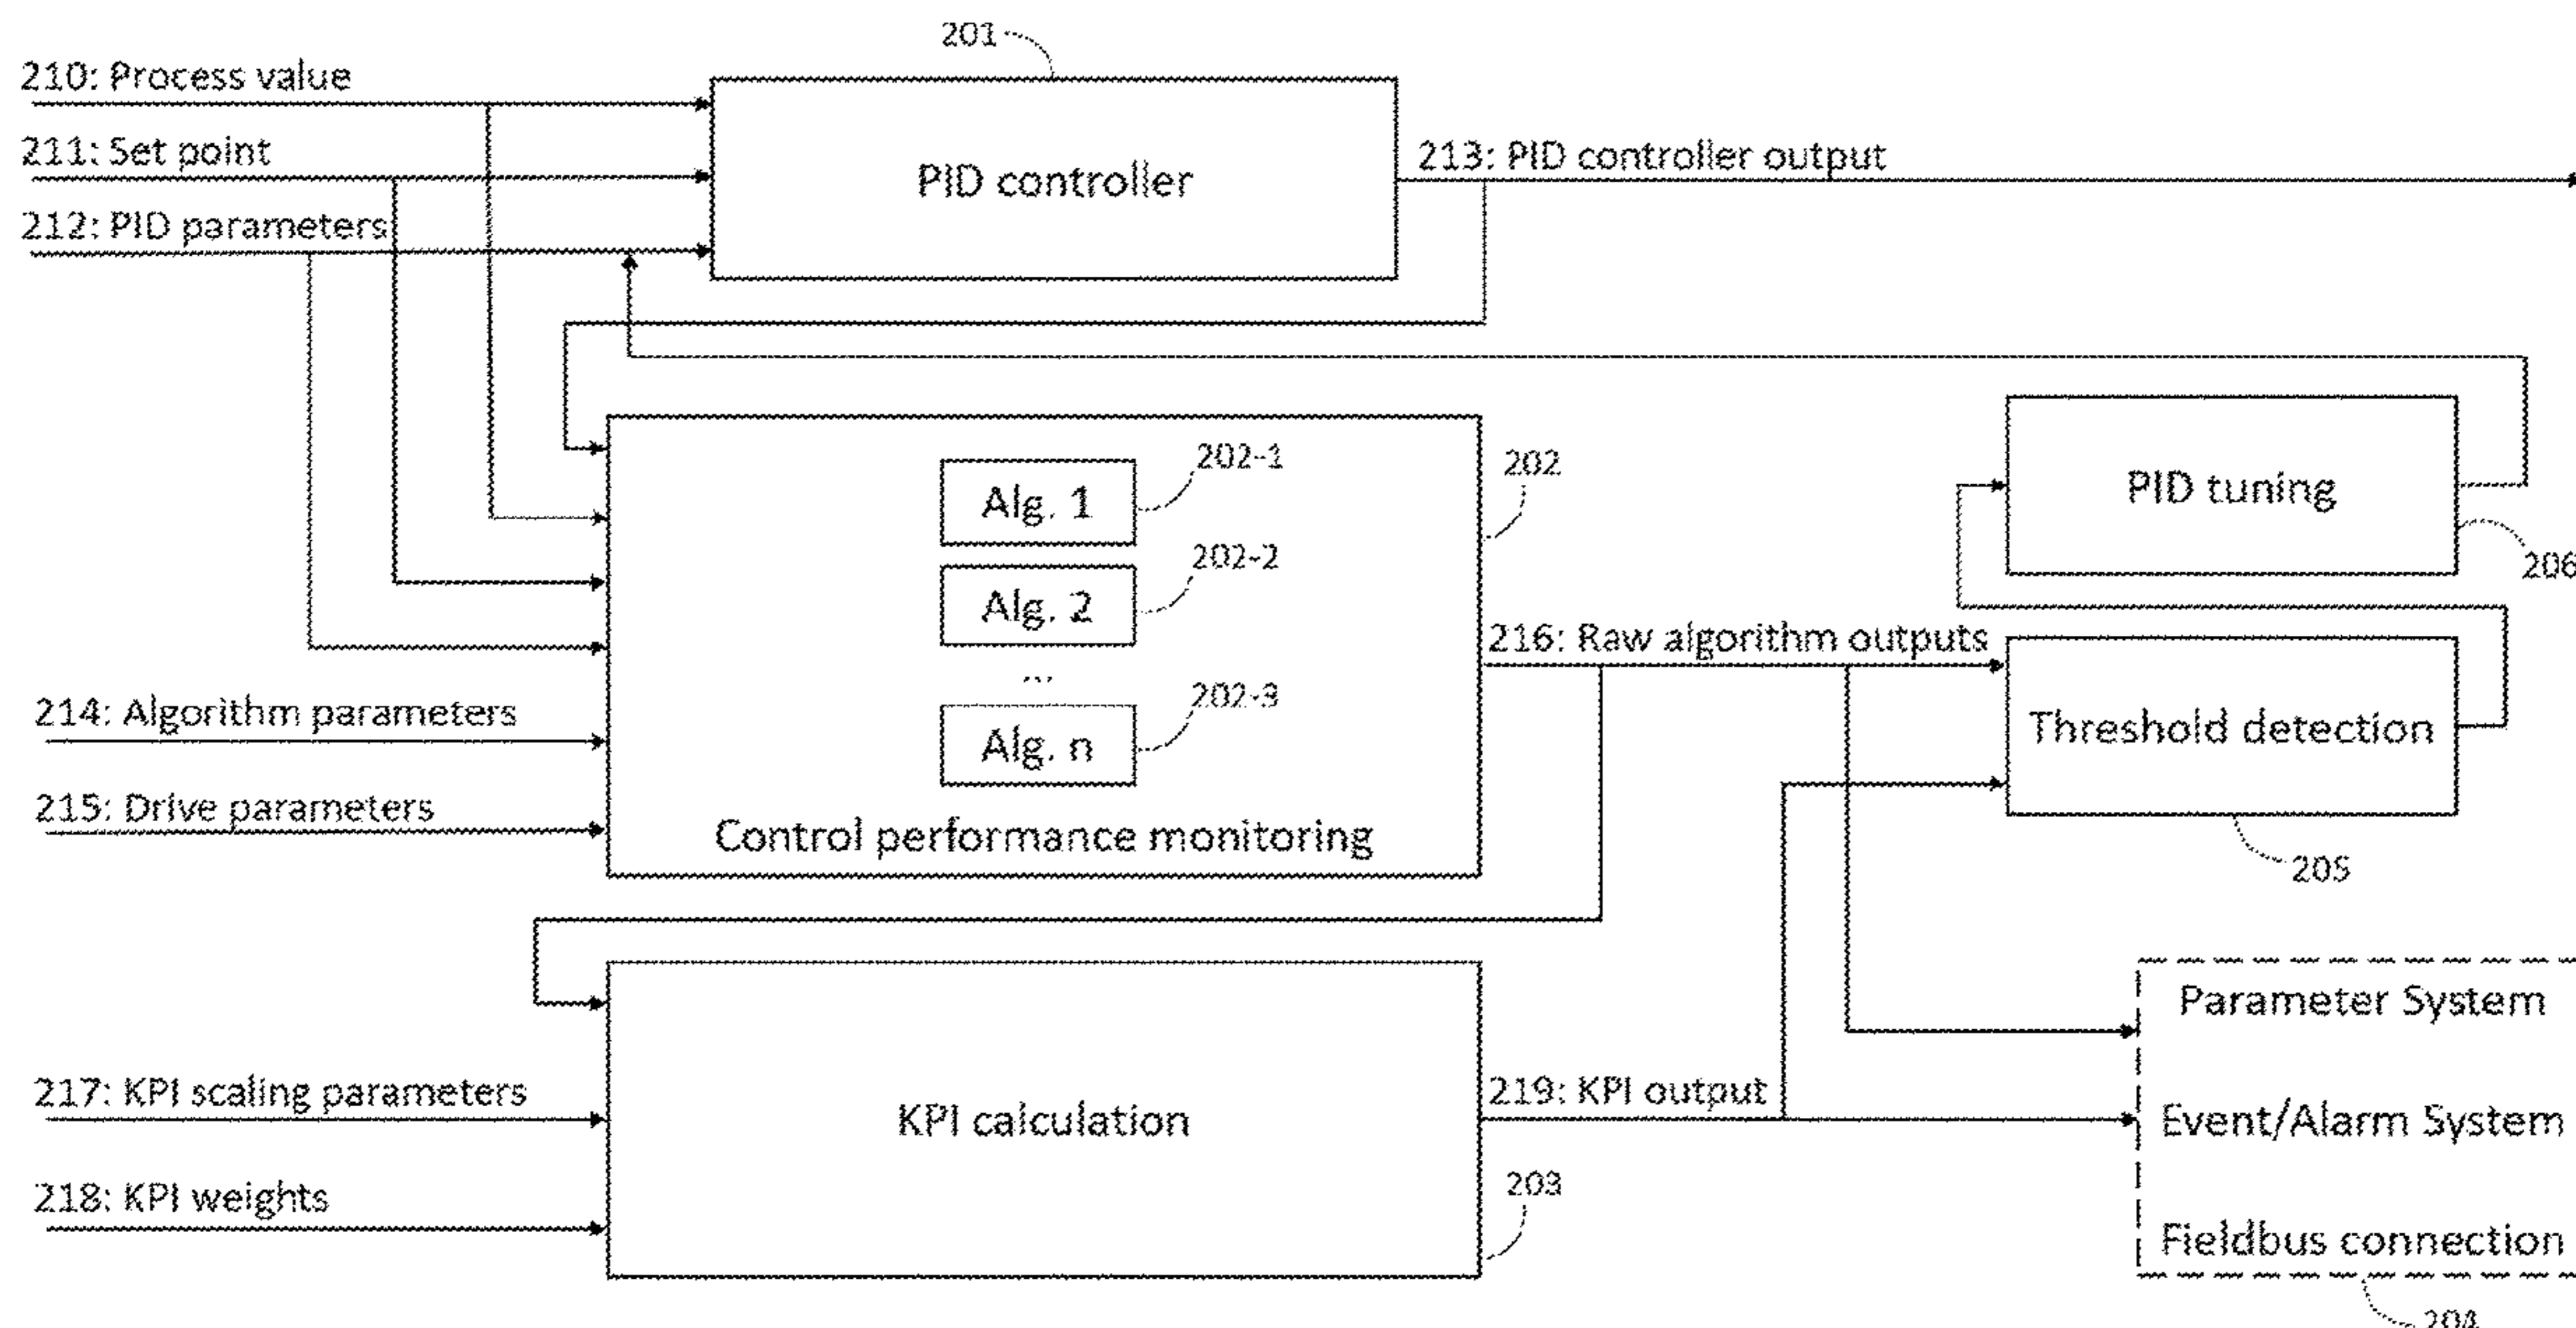 201
210: Process value
211: Set point
212: PID parameters
PID controller
213: PID controller output
Alg. 1
202-1
202
Alg. 2
202-2
...
Alg. n
202-3
Control performance monitoring
PID tuning
206
214: Algorithm parameters
215: Drive parameters
216: Raw algorithm outputs
Threshold detection
205
217: KPI scaling parameters
218: KPI weights
KPI calculation
219: KPI output
203
Parameter System
Event/Alarm System
Fieldbus connection
204